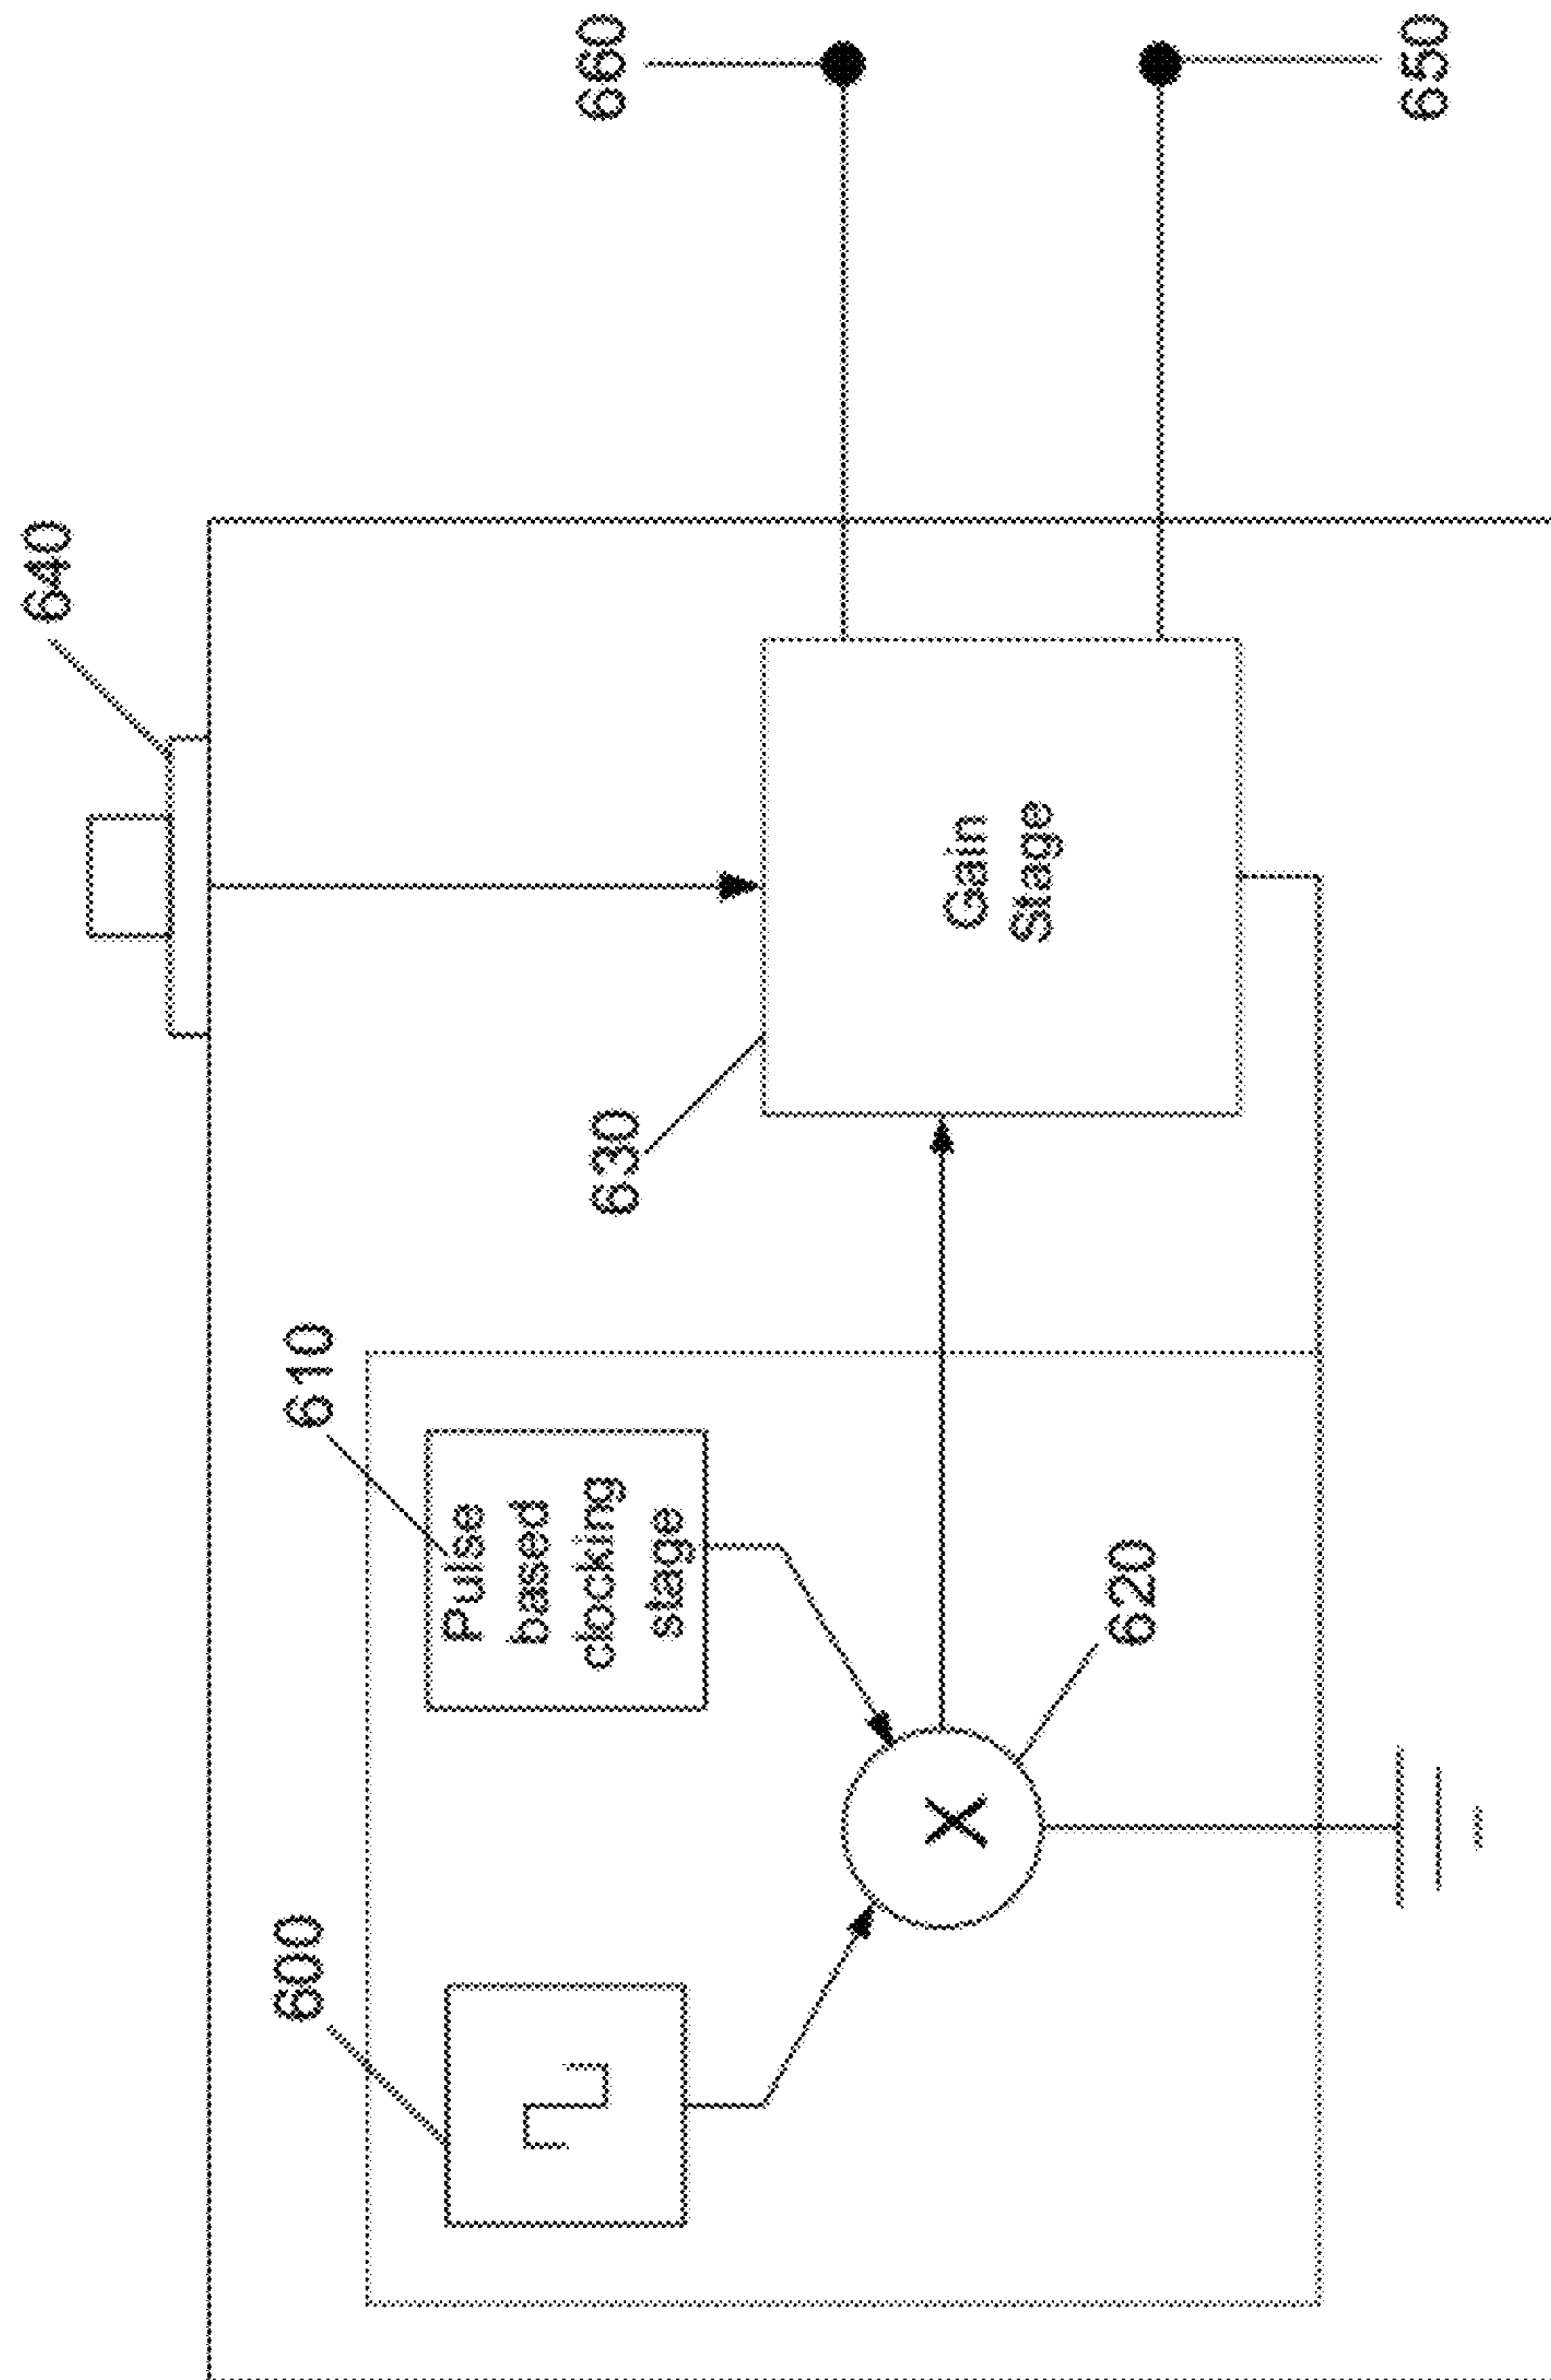 640
660
600
610
Pulse
based
clocking
stage
630
Gain
Stage
X
620
650